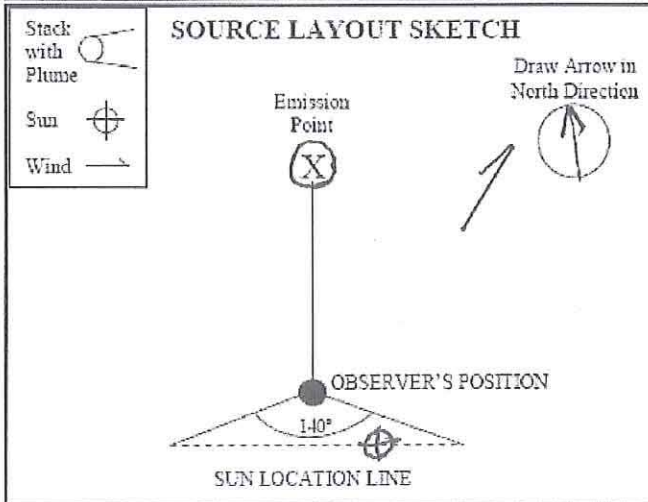 SOURCE LAYOUT SKETCH
Stack
with
Plume
Sun
Wind
Emission
Point
X
Draw Arrow in
North Direction
OBSERVER'S POSITION
140°
SUN LOCATION LINE